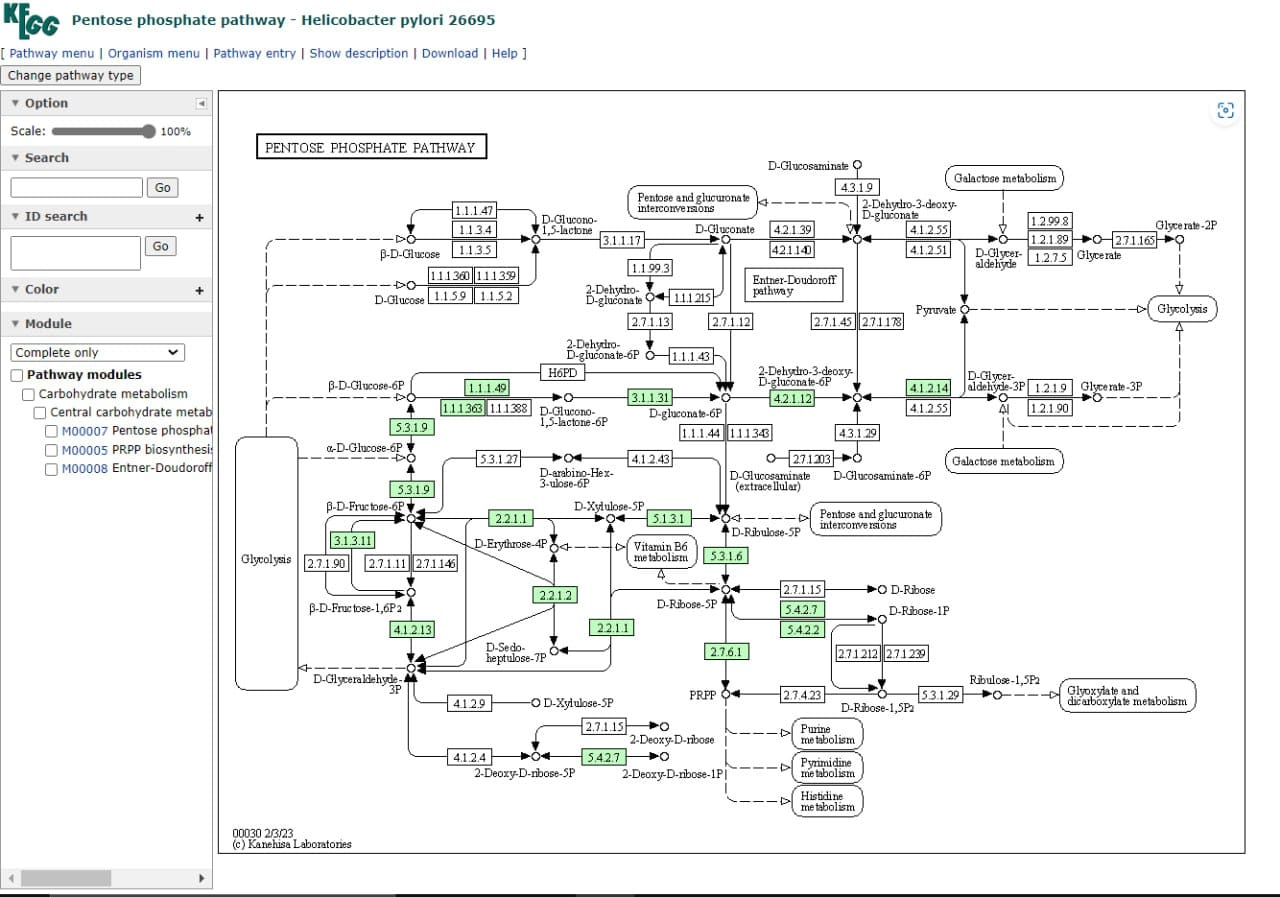 KEGG
Pentose phosphate pathway - Helicobacter pylori 26695
[ Pathway menu | Organism menu | Pathway entry | Show description | Download | Help ]
Change pathway type
Option
Scale: 100%
Search
Go
ID search +
Go
Color +
Module
Complete only
Pathway modules
Carbohydrate metabolism
Central carbohydrate metab
M00007 Pentose phosphat
M00005 PRPP biosynthesi
M00008 Entner-Doudoroff
PENTOSE PHOSPHATE PATHWAY
D-Glucosaminate
4.3.1.9
Galactose metabolism
Pentose and glucuronate
interconversions
2-Dehydro-3-deoxy-
D-gluconate
1.1.1.47
1.1.3.4
1.1.3.5
D-Glucono-
1,5-lactone
β-D-Glucose
3.1.1.17
D-Gluconate
4.2.1.39
4.2.1.140
4.1.2.55
4.1.2.51
1.2.99.8
1.2.1.89
1.2.7.5
D-Glycer-
aldehyde
Glycerate
2.7.1.165
Glycerate-2P
1.1.1.360
1.1.1.359
1.1.5.9
1.1.5.2
D-Glucose
1.1.99.3
2-Dehydro-
D-gluconate
1.1.1.215
Entner-Doudoroff
pathway
Pyruvate
Glycolysis
2.7.1.13
2.7.1.12
2.7.1.45
2.7.1.178
2-Dehydro-
D-gluconate-6P
1.1.1.43
H6PD
β-D-Glucose-6P
1.1.1.49
1.1.1.363
1.1.1.388
D-Glucono-
1,5-lactone-6P
3.1.1.31
D-gluconate-6P
2-Dehydro-3-deoxy-
D-gluconate-6P
4.2.1.12
4.1.2.14
4.1.2.55
D-Glycer-
aldehyde-3P
1.2.1.9
1.2.1.90
Glycerate-3P
5.3.1.9
1.1.1.44
1.1.1.343
4.3.1.29
α-D-Glucose-6P
5.3.1.27
D-arabino-Hex-
3-ulose-6P
4.1.2.43
D-Glucosaminate
(extracellular)
2.7.1.203
D-Glucosaminate-6P
Galactose metabolism
5.3.1.9
β-D-Fructose-6P
2.2.1.1
D-Xylulose-5P
5.1.3.1
D-Ribulose-5P
Pentose and glucuronate
interconversions
3.1.3.11
2.7.1.90
2.7.1.11
2.7.1.146
D-Erythrose-4P
Vitamin B6
metabolism
5.3.1.6
Glycolysis
β-D-Fructose-1,6P2
2.2.1.2
D-Ribose-5P
2.7.1.15
D-Ribose
5.4.2.7
5.4.2.2
D-Ribose-1P
4.1.2.13
2.2.1.1
D-Sedo-
heptulose-7P
2.7.6.1
2.7.1.212
2.7.1.239
D-Glyceraldehyde-
3P
PRPP
2.7.4.23
D-Ribose-1,5P2
5.3.1.29
Ribulose-1,5P2
Glyoxylate and
dicarboxylate metabolism
4.1.2.9
D-Xylulose-5P
2.7.1.15
2-Deoxy-D-ribose
4.1.2.4
2-Deoxy-D-ribose-5P
5.4.2.7
2-Deoxy-D-ribose-1P
Purine
metabolism
Pyrimidine
metabolism
Histidine
metabolism
00030 2/3/23
(c) Kanehisa Laboratories